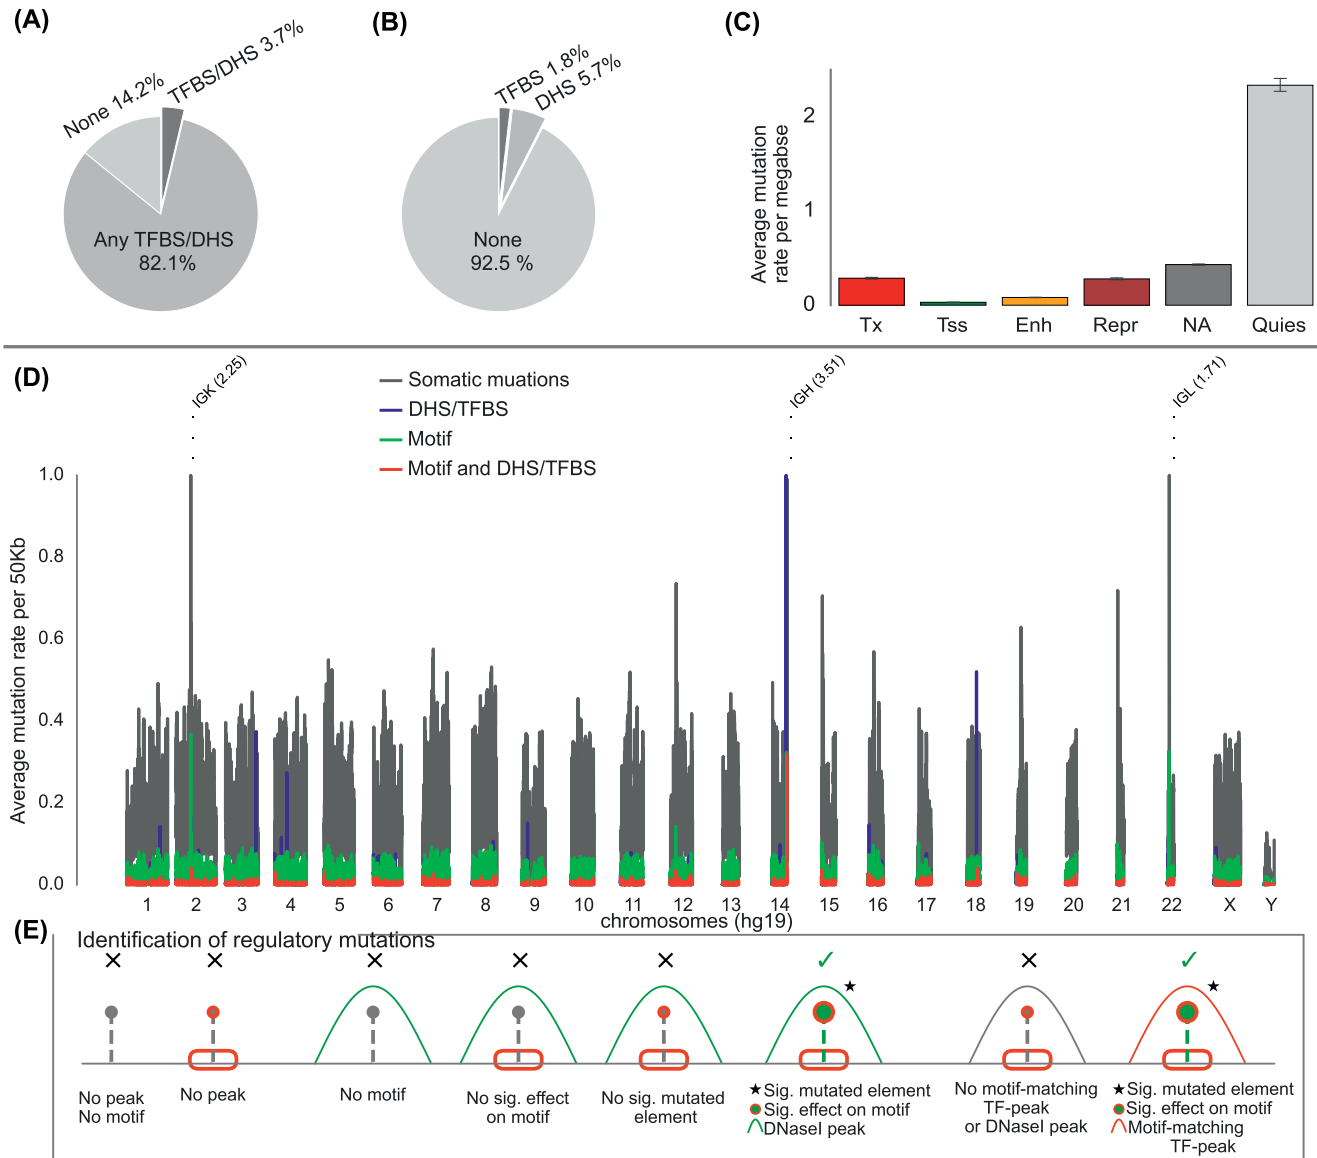 (A)
None 14.2%
TFBS/DHS 3.7%
Any TFBS/DHS
82.1%
(B)
TFBS 1.8%
DHS 5.7%
None
92.5 %
(C)
Average mutation
rate per megabse
2
1
0
Tx Tss Enh Repr NA Quies
(D)
IGK (2.25)
IGH (3.51)
IGL (1.71)
Somatic muations
DHS/TFBS
Motif
Motif and DHS/TFBS
Average mutation rate per 50Kb
1.0
0.8
0.6
0.4
0.2
0.0
1 2 3 4 5 6 7 8 9 10 11 12 13 14 15 16 17 18 19 20 21 22 X Y
chromosomes (hg19)
(E)
Identification of regulatory mutations
No peak
No motif
No peak
No motif
No sig. effect
on motif
No sig. mutated
element
Sig. mutated element
Sig. effect on motif
DNaseI peak
No motif-matching
TF-peak
or DNaseI peak
Sig. mutated element
Sig. effect on motif
Motif-matching
TF-peak